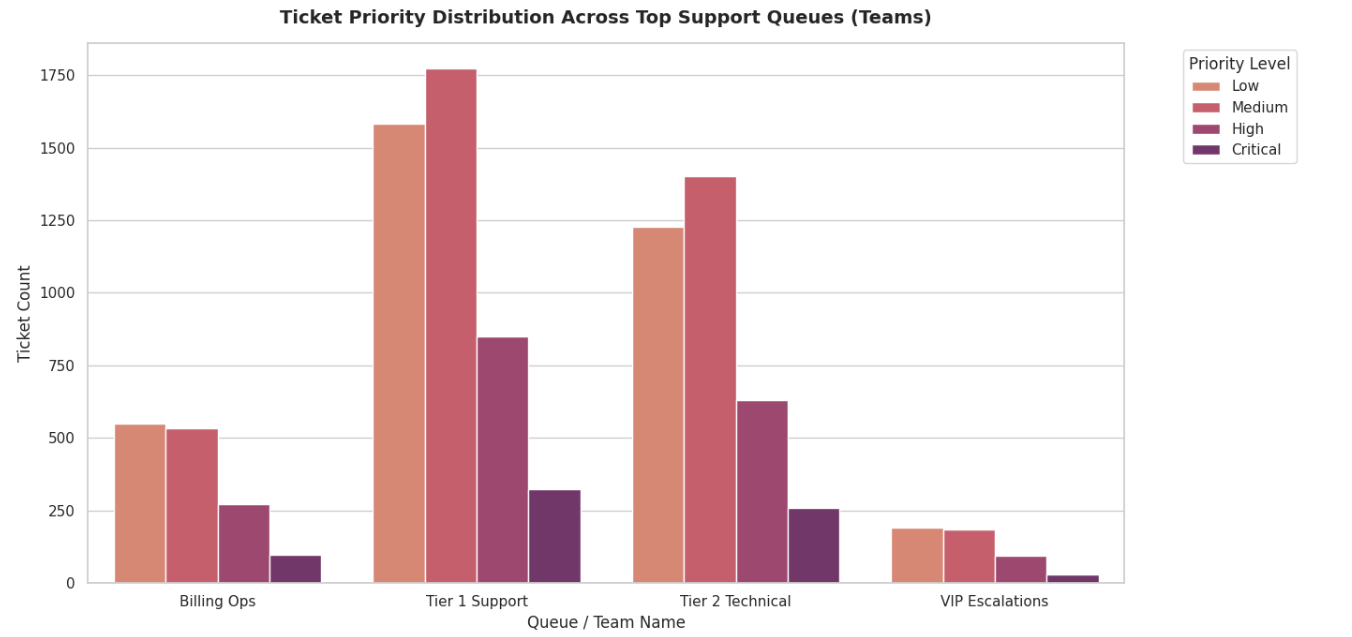 Ticket Priority Distribution Across Top Support Queues (Teams)
Priority Level
Low
Medium
High
Critical
Ticket Count
1750
1500
1250
1000
750
500
250
0
Billing Ops
Tier 1 Support
Tier 2 Technical
VIP Escalations
Queue / Team Name